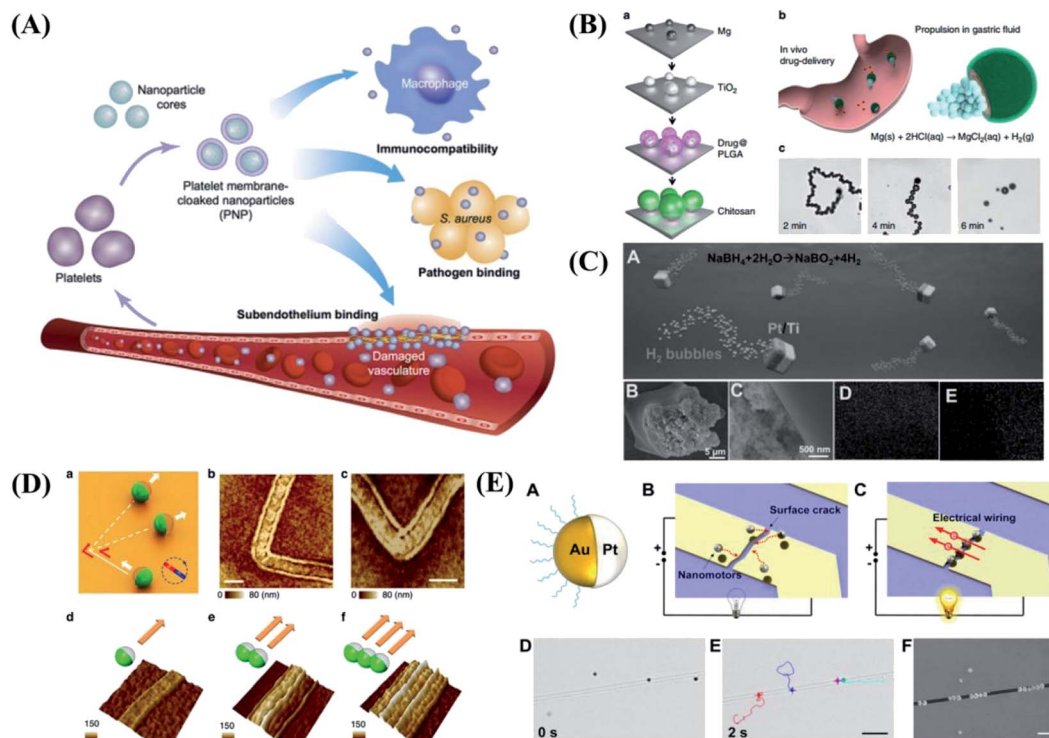 (A)
Nanoparticle
cores
Platelet membrane-
cloaked nanoparticles
(PNP)
Platelets
Macrophage
Immunocompatibility
S. aureus
Pathogen binding
Subendothelium binding
Damaged
vasculature
(B)
a
Mg
TiO₂
Drug@
PLGA
Chitosan
b
In vivo
drug-delivery
Propulsion in gastric fluid
Mg(s) + 2HCl(aq) → MgCl₂(aq) + H₂(g)
c
2 min
4 min
6 min
(C)
A
NaBH₄+2H₂O→NaBO₂+4H₂
Pt/Ti
H₂ bubbles
B
5 µm
C
500 nm
D
E
(D)
a
b
0 80 (nm)
c
0 80 (nm)
d
150
e
150
f
150
(E)
A
Au Pt
B
Surface crack
Nanomotors
+
-
C
Electrical wiring
+
-
D
0 s
E
2 s
F